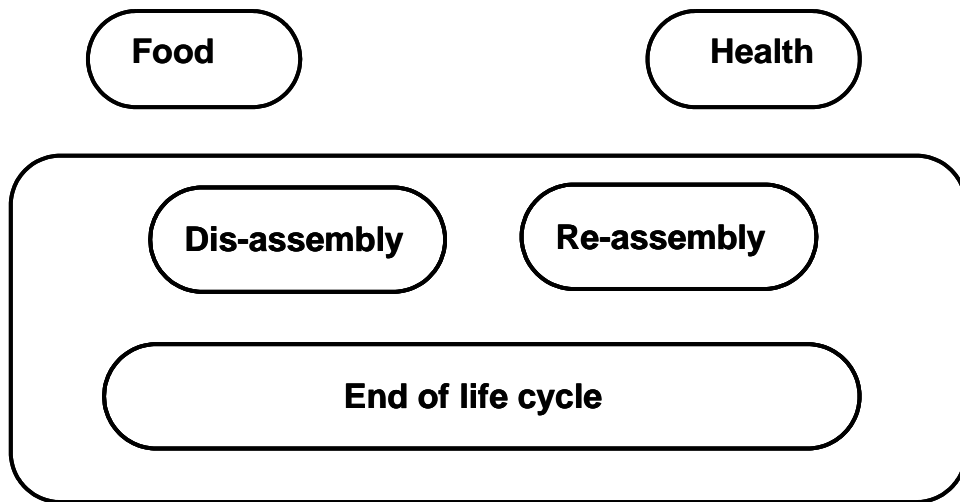 Food
Health
Dis-assembly
Re-assembly
End of life cycle